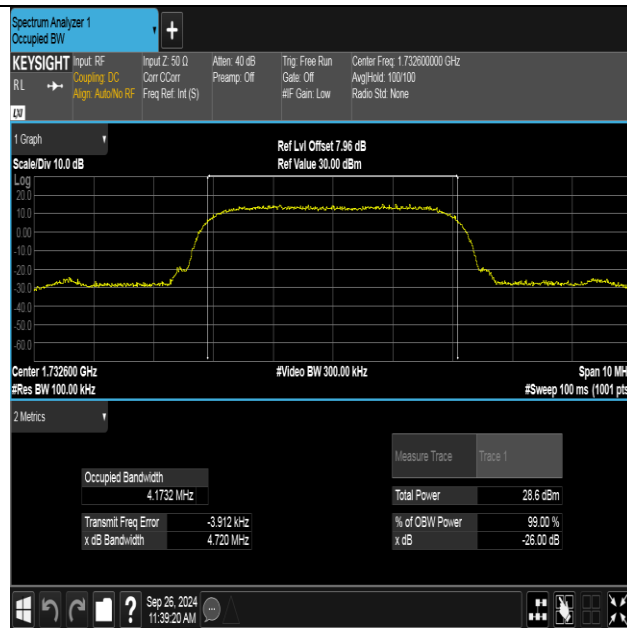 Spectrum Analyzer 1
Occupied BW
+
KEYSIGHT Input: RF Input Z: 50 Ω Atten: 40 dB Trig: Free Run Center Freq: 1.732600000 GHz
RL Coupling: DC Corr CCorr Preamp: Off Gate: Off Avg|Hold: 100/100
Align: Auto/No RF Freq Ref: Int (S) #IF Gain: Low Radio Std: None
LXI
1 Graph Ref Lvl Offset 7.96 dB
Scale/Div 10.0 dB Ref Value 30.00 dBm
Log
20.0
10.0
0.00
-10.0
-20.0
-30.0
-40.0
-50.0
-60.0
Center 1.732600 GHz #Video BW 300.00 kHz Span 10 MH
#Res BW 100.00 kHz #Sweep 100 ms (1001 pts
2 Metrics
Measure Trace Trace 1
Occupied Bandwidth
4.1732 MHz Total Power 28.6 dBm
Transmit Freq Error -3.912 kHz % of OBW Power 99.00 %
x dB Bandwidth 4.720 MHz x dB -26.00 dB
? Sep 26, 2024
11:39:20 AM